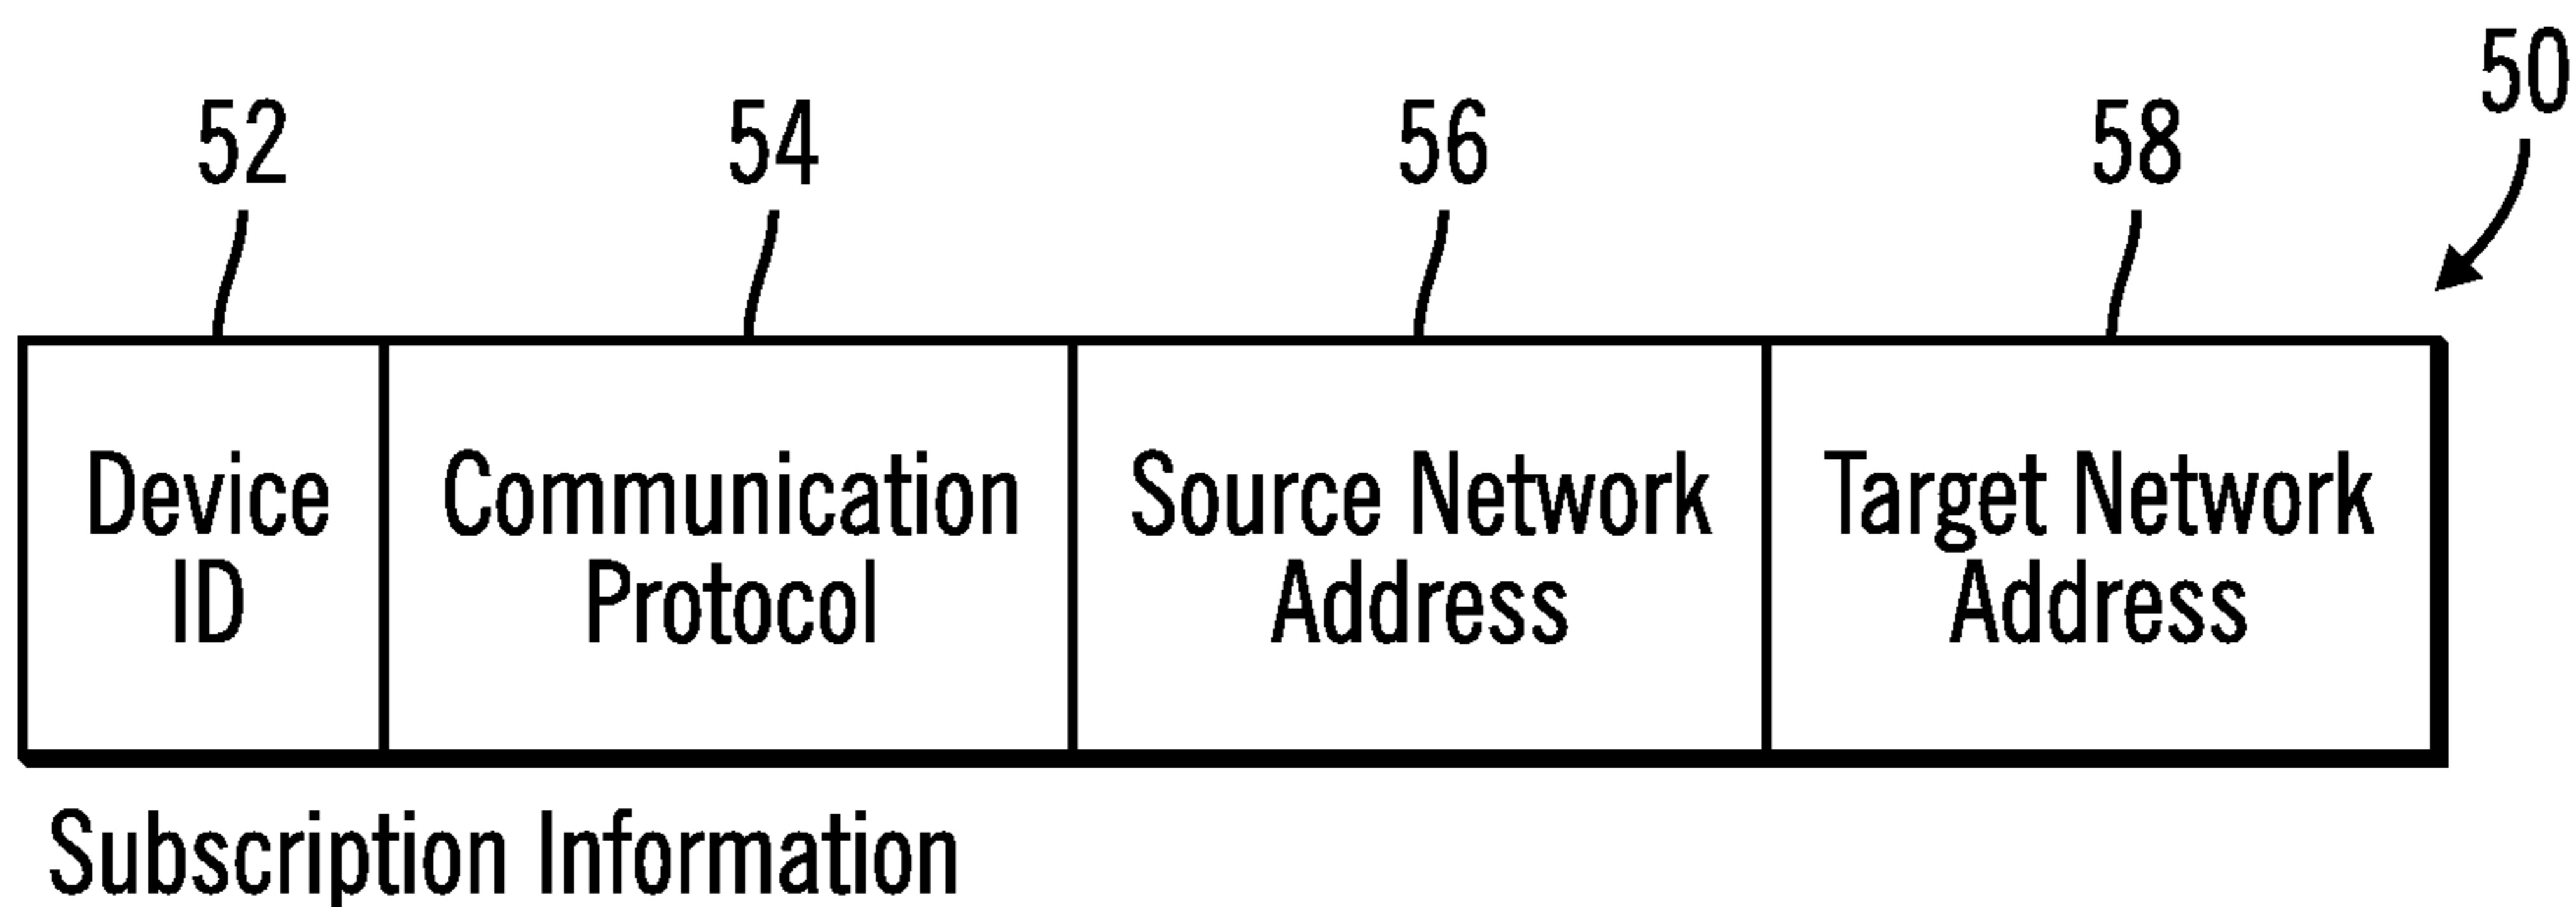 50
52 54 56 58
Device Communication Source Network Target Network
ID Protocol Address Address
Subscription Information